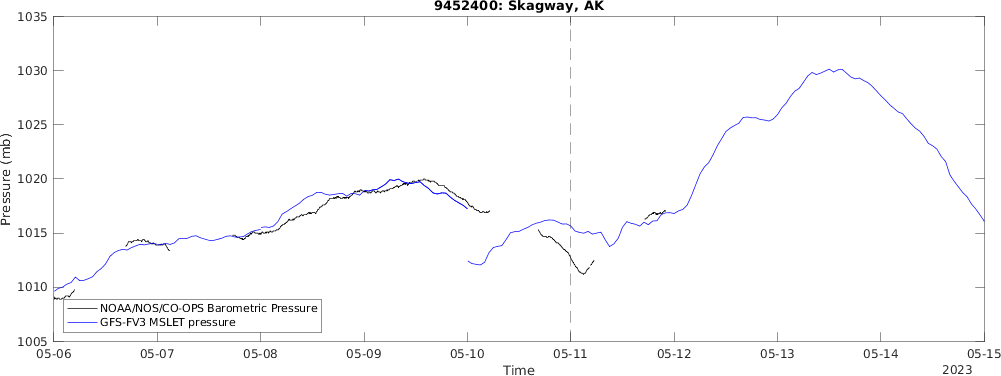 9452400: Skagway, AK
Pressure (mb)
1035
1030
1025
1020
1015
1010
1005
NOAA/NOS/CO-OPS Barometric Pressure
GFS-FV3 MSLET pressure
05-06 05-07 05-08 05-09 05-10 05-11 05-12 05-13 05-14 05-15
Time
2023